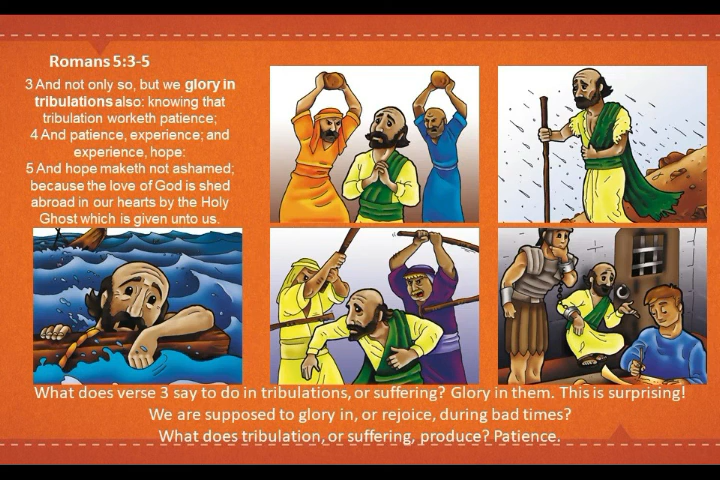 Romans 5:3-5
3 And not only so, but we glory in
tribulations also: knowing that
tribulation worketh patience;
4 And patience, experience; and
experience, hope:
5 And hope maketh not ashamed;
because the love of God is shed
abroad in our hearts by the Holy
Ghost which is given unto us.
What does verse 3 say to do in tribulations, or suffering? Glory in them. This is surprising!
We are supposed to glory in, or rejoice, during bad times?
What does tribulation, or suffering, produce? Patience.